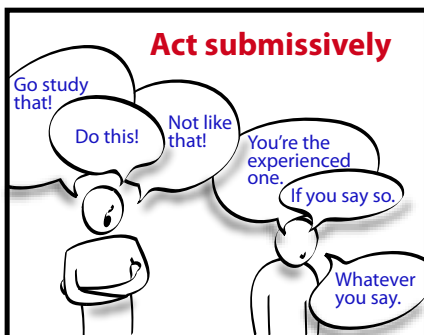 Act submissively
Go study
that!
Do this!
Not like
that!
You’re the
experienced
one.
If you say so.
Whatever
you say.